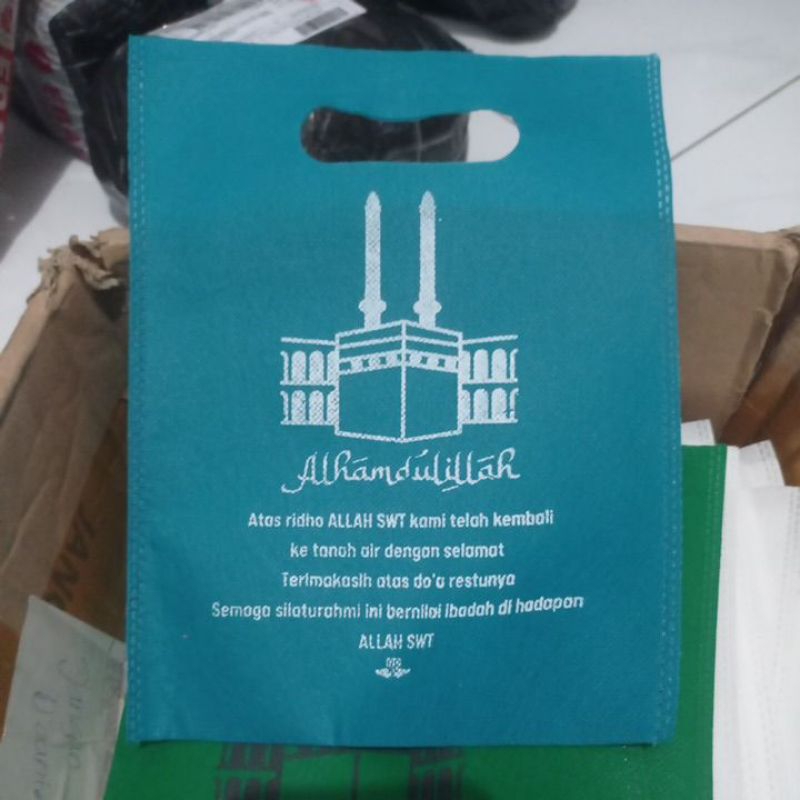 Alhamdulillah
Atas ridho ALLAH SWT kami telah kembali
ke tanah air dengan selamat
Terimakasih atas do'a restunya
Semoga silaturahmi ini bernilai ibadah di hadapan
ALLAH SWT